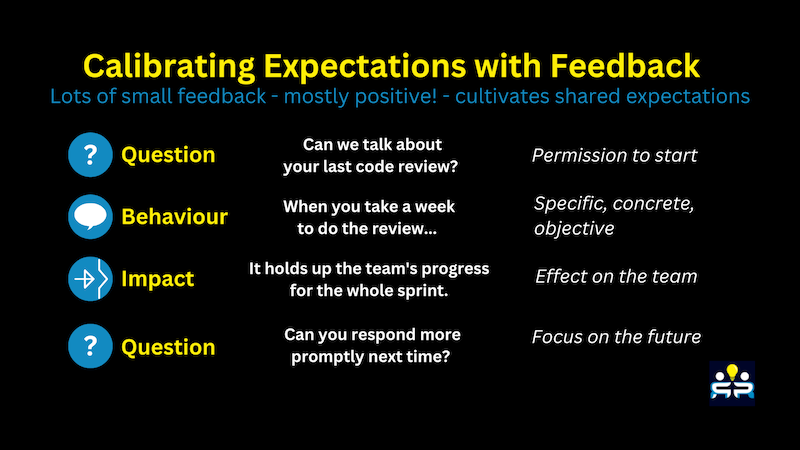 Calibrating Expectations with Feedback
Lots of small feedback - mostly positive! - cultivates shared expectations
? Question
Can we talk about
your last code review?
Permission to start
Behaviour
When you take a week
to do the review...
Specific, concrete,
objective
Impact
It holds up the team's progress
for the whole sprint.
Effect on the team
? Question
Can you respond more
promptly next time?
Focus on the future